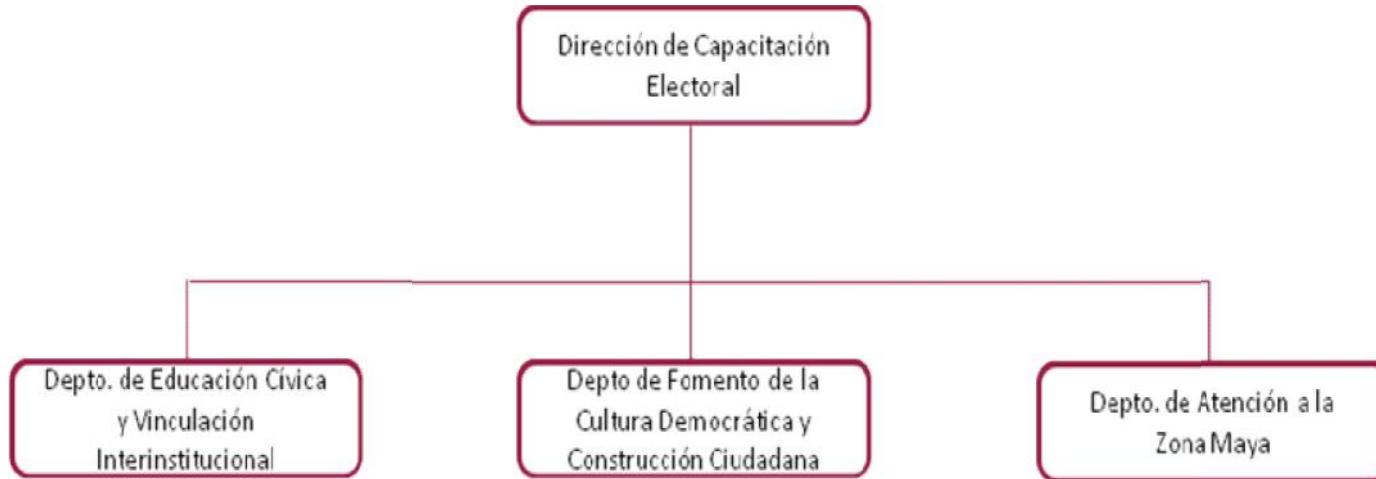 Dirección de Capacitación
Electoral
Depto. de Educación Cívica
y Vinculación
Interinstitucional
Depto de Fomento de la
Cultura Democrática y
Construcción Ciudadana
Depto. de Atención a la
Zona Maya